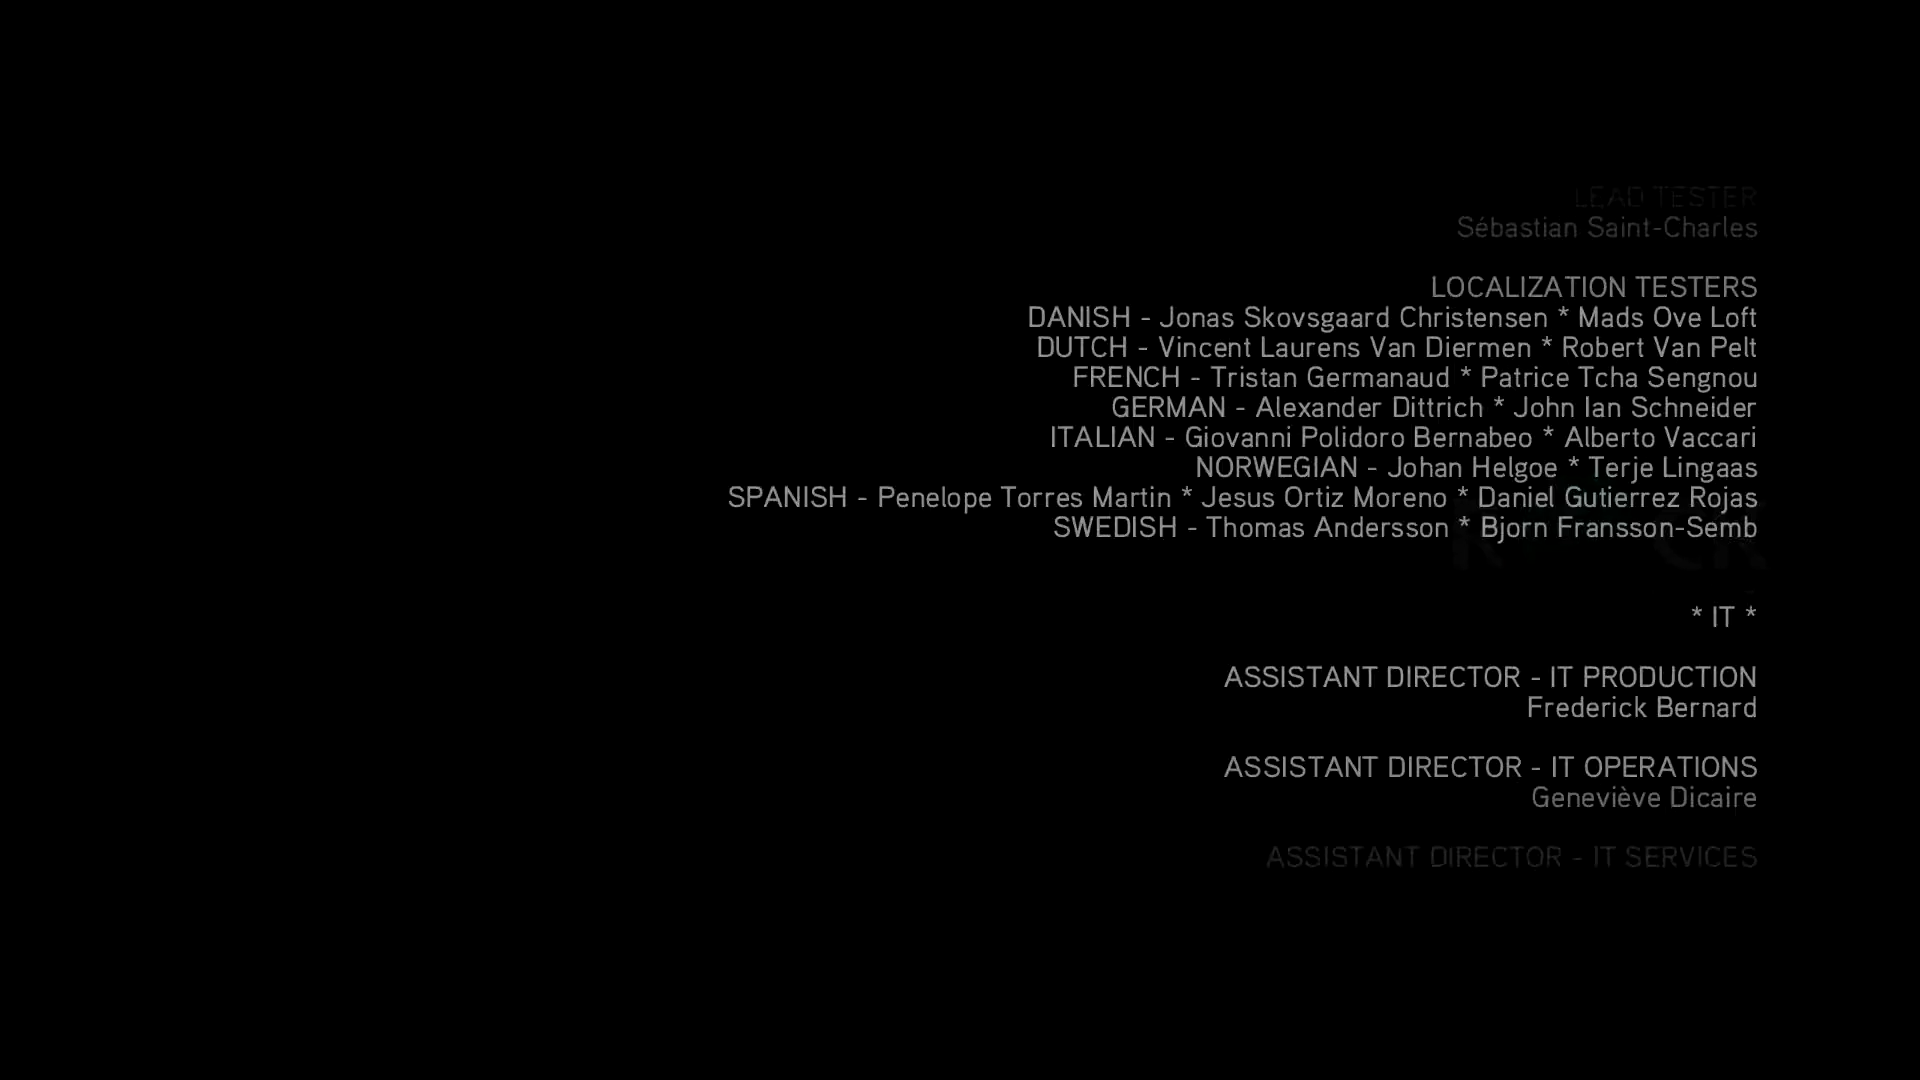 LEAD TESTER
Sébastian Saint-Charles
LOCALIZATION TESTERS
DANISH - Jonas Skovsgaard Christensen * Mads Ove Loft
DUTCH - Vincent Laurens Van Diermen * Robert Van Pelt
FRENCH - Tristan Germanaud * Patrice Tcha Sengnou
GERMAN - Alexander Dittrich * John Ian Schneider
ITALIAN - Giovanni Polidoro Bernabeo * Alberto Vaccari
NORWEGIAN - Johan Helgoe * Terje Lingaas
SPANISH - Penelope Torres Martin * Jesus Ortiz Moreno * Daniel Gutierrez Rojas
SWEDISH - Thomas Andersson * Bjorn Fransson-Semb
* IT *
ASSISTANT DIRECTOR - IT PRODUCTION
Frederick Bernard
ASSISTANT DIRECTOR - IT OPERATIONS
Geneviève Dicaire
ASSISTANT DIRECTOR - IT SERVICES